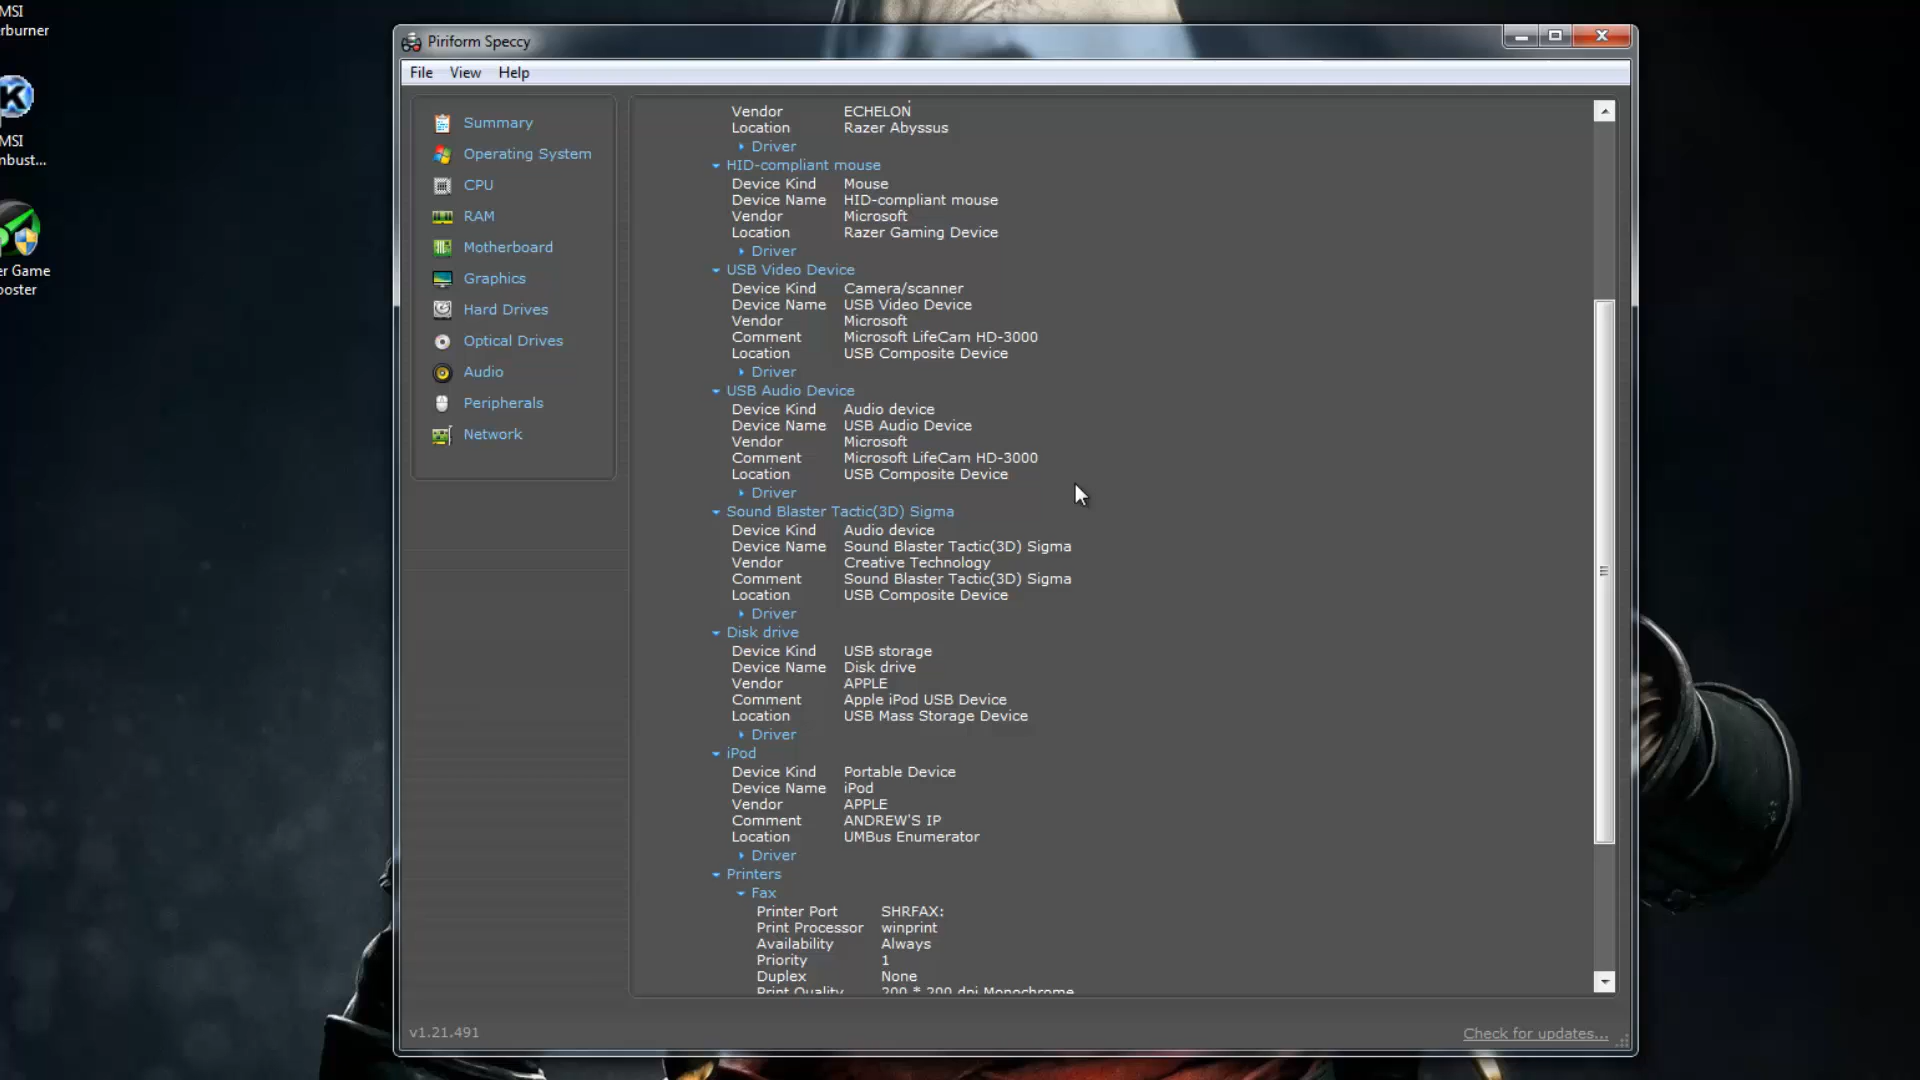 MSI
rburner
MSI
mbust...
er Game
ooster
Piriform Speccy
File View Help
Summary
Operating System
CPU
RAM
Motherboard
Graphics
Hard Drives
Optical Drives
Audio
Peripherals
Network
Vendor ECHELON
Location Razer Abyssus
Driver
HID-compliant mouse
Device Kind Mouse
Device Name HID-compliant mouse
Vendor Microsoft
Location Razer Gaming Device
Driver
USB Video Device
Device Kind Camera/scanner
Device Name USB Video Device
Vendor Microsoft
Comment Microsoft LifeCam HD-3000
Location USB Composite Device
Driver
USB Audio Device
Device Kind Audio device
Device Name USB Audio Device
Vendor Microsoft
Comment Microsoft LifeCam HD-3000
Location USB Composite Device
Driver
Sound Blaster Tactic(3D) Sigma
Device Kind Audio device
Device Name Sound Blaster Tactic(3D) Sigma
Vendor Creative Technology
Comment Sound Blaster Tactic(3D) Sigma
Location USB Composite Device
Driver
Disk drive
Device Kind USB storage
Device Name Disk drive
Vendor APPLE
Comment Apple iPod USB Device
Location USB Mass Storage Device
Driver
iPod
Device Kind Portable Device
Device Name iPod
Vendor APPLE
Comment ANDREW'S IP
Location UMBus Enumerator
Driver
Printers
Fax
Printer Port SHRFAX:
Print Processor winprint
Availability Always
Priority 1
Duplex None
Print Quality 200 * 200 dpi Monochrome
v1.21.491
Check for updates...